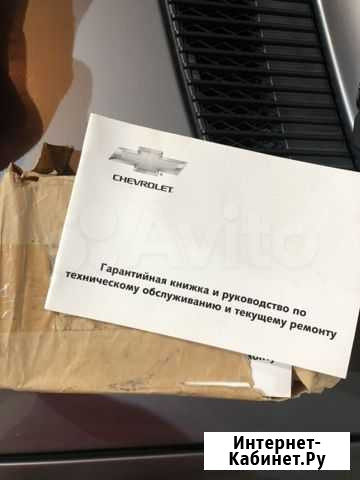 CHEVROLET
Avito
Гарантийная книжка и руководство по
техническому обслуживанию и текущему ремонту
Интернет-
Кабинет.Ру